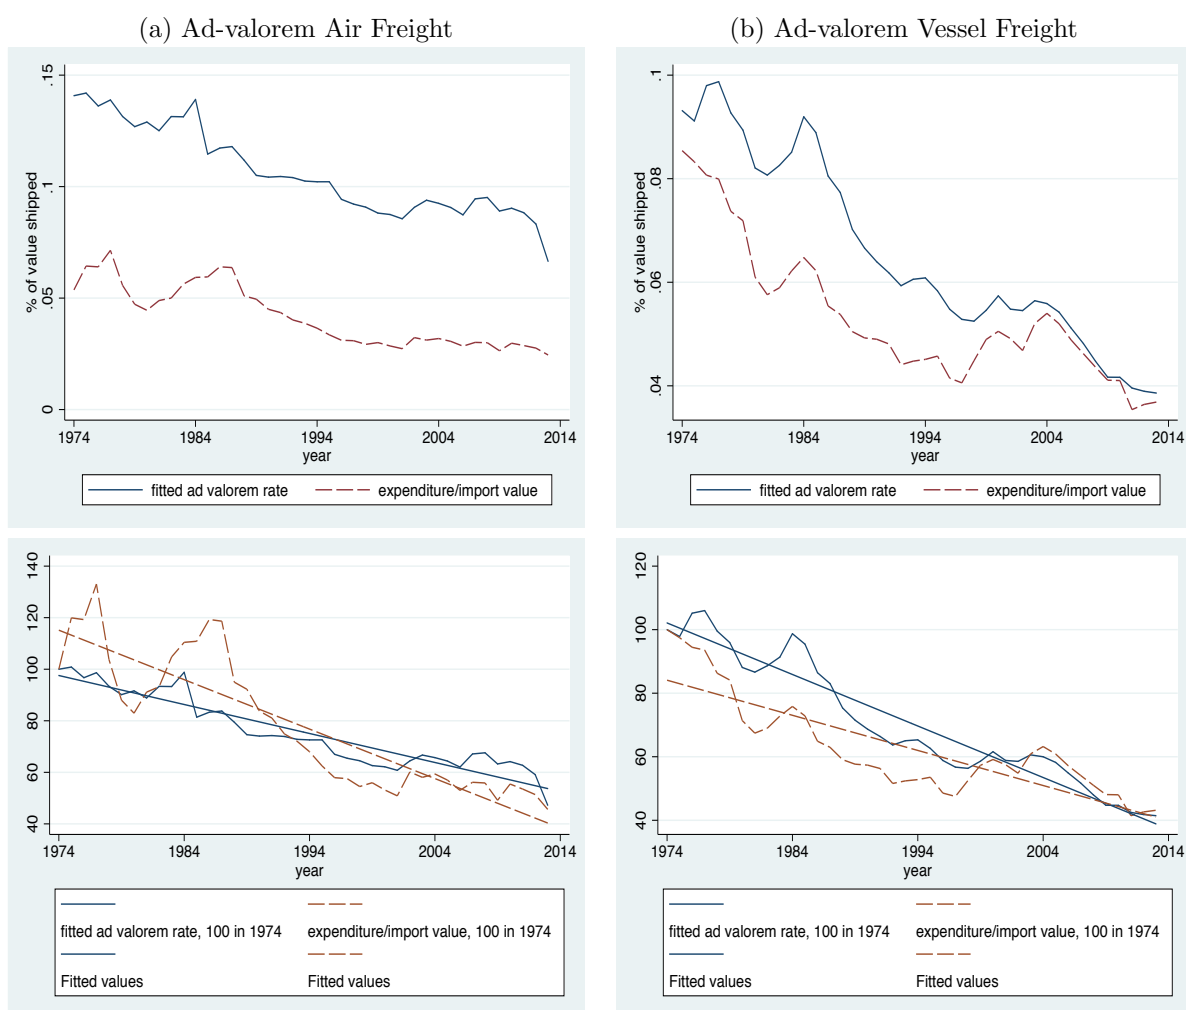 (a) Ad-valorem Air Freight
% of value shipped
.15
.1
.05
0
1974 1984 1994 2004 2014
year
fitted ad valorem rate expenditure/import value
(b) Ad-valorem Vessel Freight
% of value shipped
.1
.08
.06
.04
1974 1984 1994 2004 2014
year
fitted ad valorem rate expenditure/import value
140
120
100
80
60
40
1974 1984 1994 2004 2014
year
fitted ad valorem rate, 100 in 1974 expenditure/import value, 100 in 1974
Fitted values Fitted values
120
100
80
60
40
1974 1984 1994 2004 2014
year
fitted ad valorem rate, 100 in 1974 expenditure/import value, 100 in 1974
Fitted values Fitted values